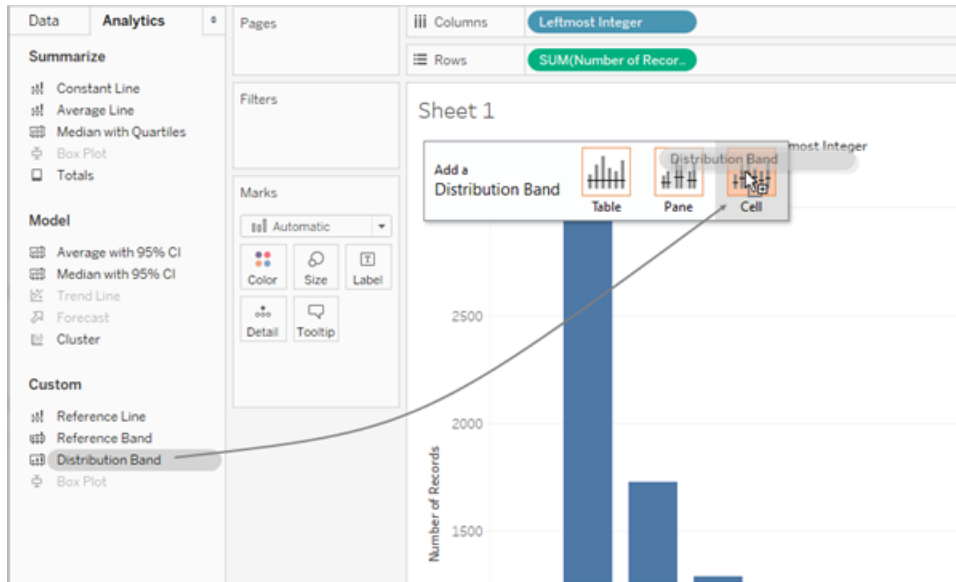 Data
Analytics
Summarize
Constant Line
Average Line
Median with Quartiles
Box Plot
Totals
Model
Average with 95% CI
Median with 95% CI
Trend Line
Forecast
Cluster
Custom
Reference Line
Reference Band
Distribution Band
Box Plot
Pages
Filters
Marks
Automatic
Color
Size
Label
Detail
Tooltip
Columns
Leftmost Integer
Rows
SUM(Number of Recor..
Sheet 1
most Integer
Add a
Distribution Band
Distribution Band
Table
Pane
Cell
2500
2000
1500
Number of Records